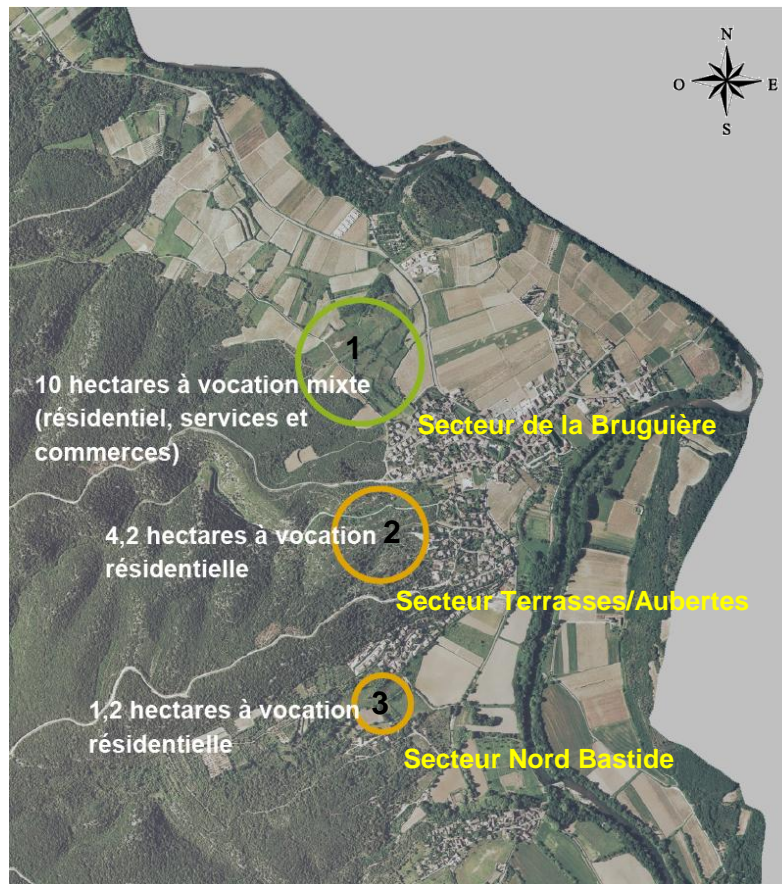 N
O
E
S
1
10 hectares à vocation mixte
(résidentiel, services et
commerces)
Secteur de la Bruguière
2
4,2 hectares à vocation
résidentielle
Secteur Terrasses/Aubertes
3
1,2 hectares à vocation
résidentielle
Secteur Nord Bastide